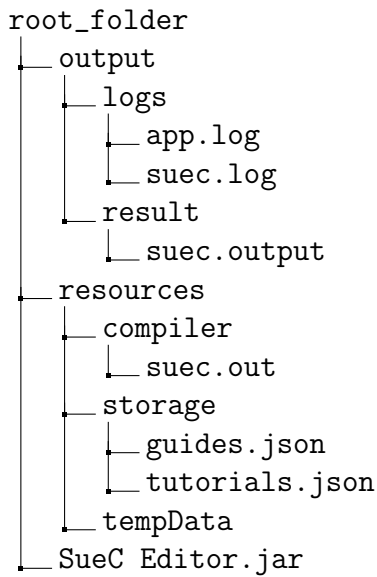 root_folder
output
logs
app.log
suec.log
result
suec.output
resources
compiler
suec.out
storage
guides.json
tutorials.json
tempData
SueC Editor.jar